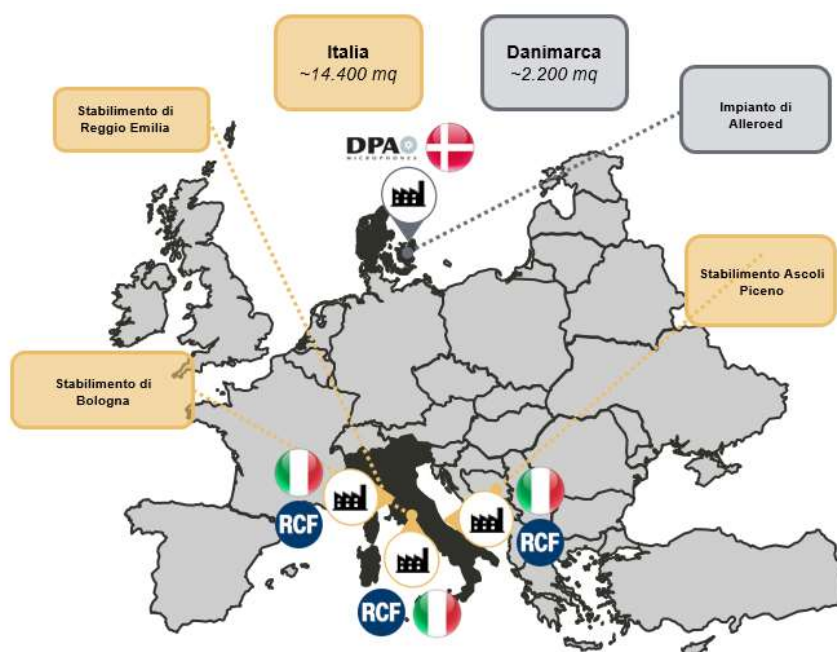 Italia
~14.400 mq
Danimarca
~2.200 mq
Stabilimento di
Reggio Emilia
Impianto di
Alleroed
DPA
MICROPHONES
Stabilimento Ascoli
Piceno
Stabilimento di
Bologna
RCF
RCF
RCF